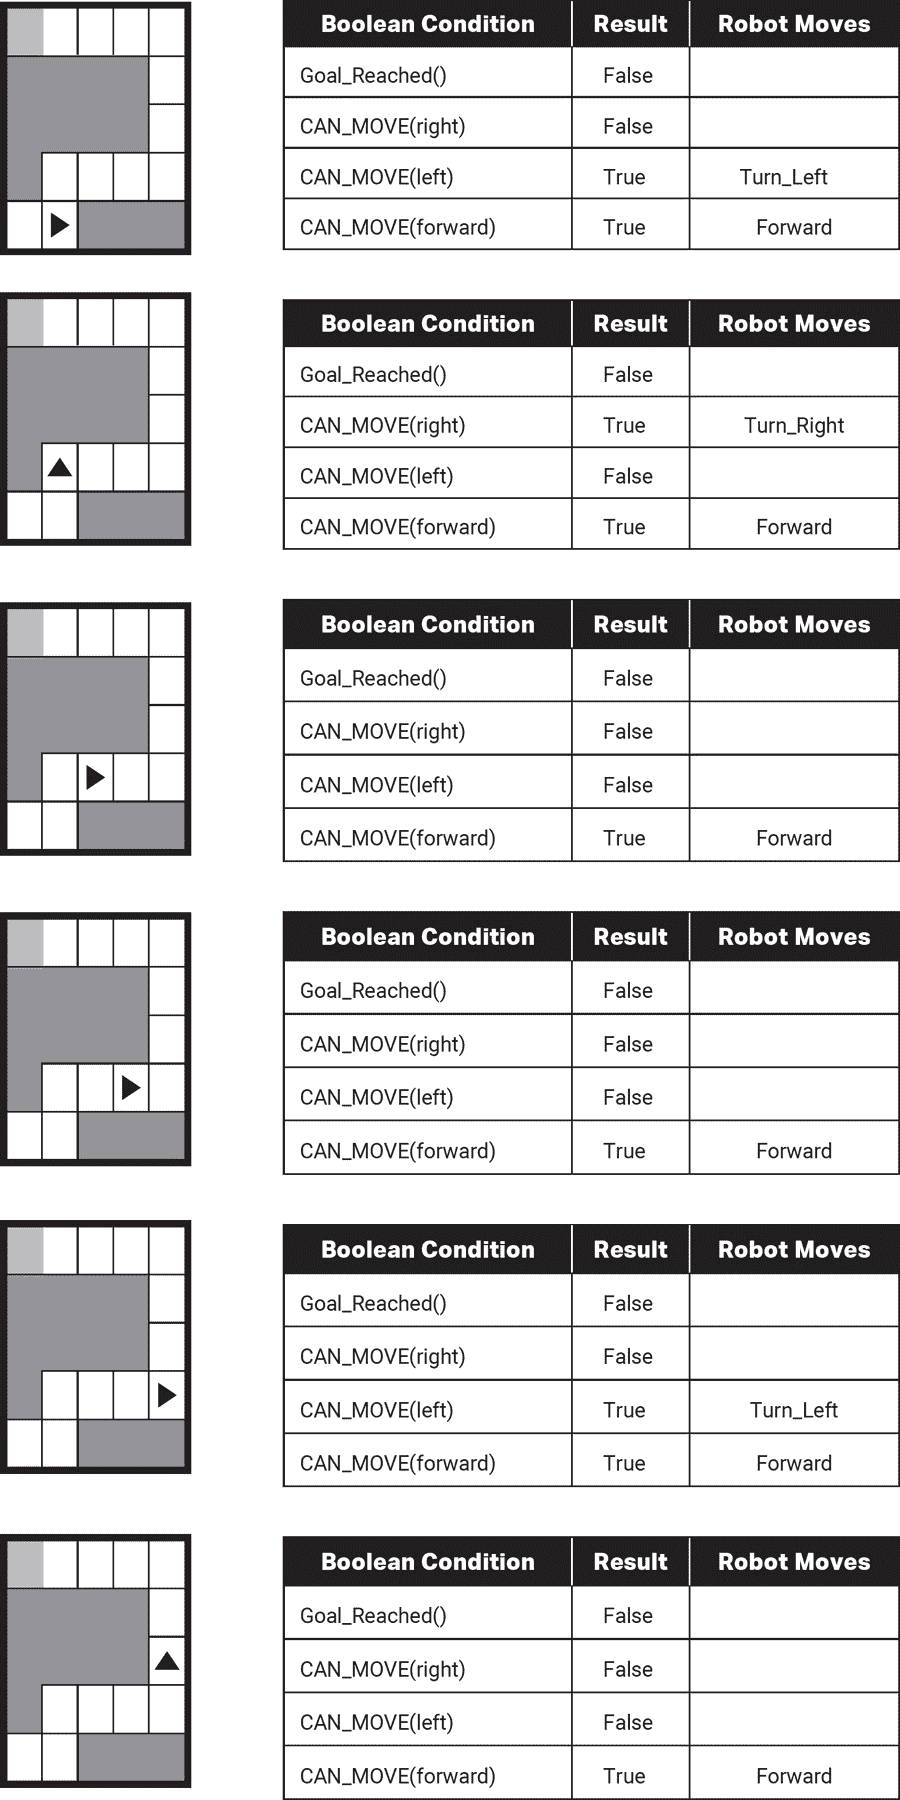 Boolean Condition Result Robot Moves
Goal_Reached() False
CAN_MOVE(right) False
CAN_MOVE(left) True Turn_Left
CAN_MOVE(forward) True Forward
Boolean Condition Result Robot Moves
Goal_Reached() False
CAN_MOVE(right) True Turn_Right
CAN_MOVE(left) False
CAN_MOVE(forward) True Forward
Boolean Condition Result Robot Moves
Goal_Reached() False
CAN_MOVE(right) False
CAN_MOVE(left) False
CAN_MOVE(forward) True Forward
Boolean Condition Result Robot Moves
Goal_Reached() False
CAN_MOVE(right) False
CAN_MOVE(left) False
CAN_MOVE(forward) True Forward
Boolean Condition Result Robot Moves
Goal_Reached() False
CAN_MOVE(right) False
CAN_MOVE(left) True Turn_Left
CAN_MOVE(forward) True Forward
Boolean Condition Result Robot Moves
Goal_Reached() False
CAN_MOVE(right) False
CAN_MOVE(left) False
CAN_MOVE(forward) True Forward